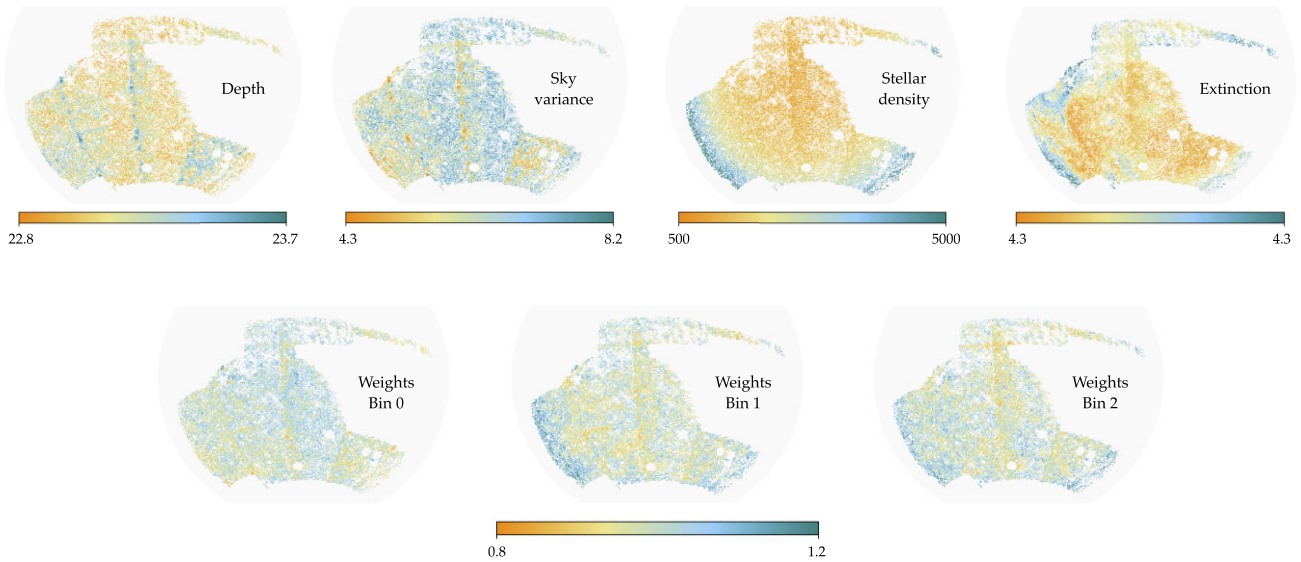 Depth
Sky
variance
Stellar
density
Extinction
22.8
23.7
4.3
8.2
500
5000
4.3
4.3
Weights
Bin 0
Weights
Bin 1
Weights
Bin 2
0.8
1.2